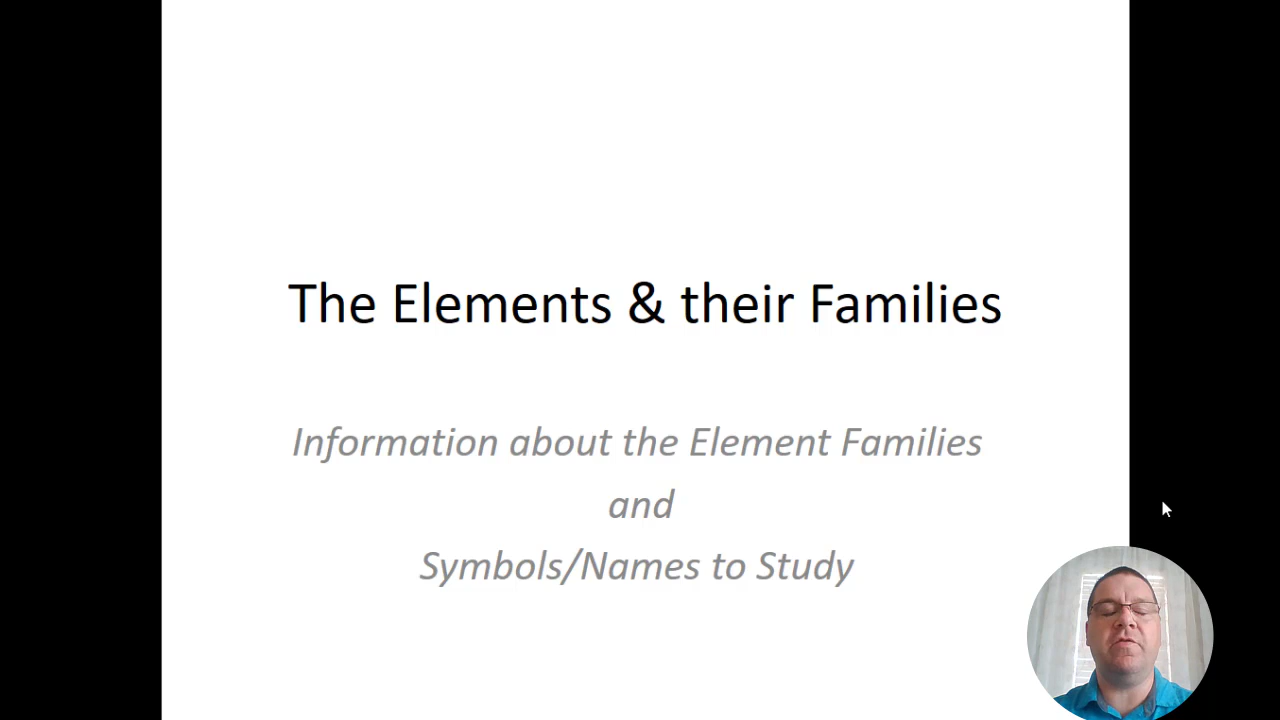 The Elements & their Families
Information about the Element Families
and
Symbols/Names to Study